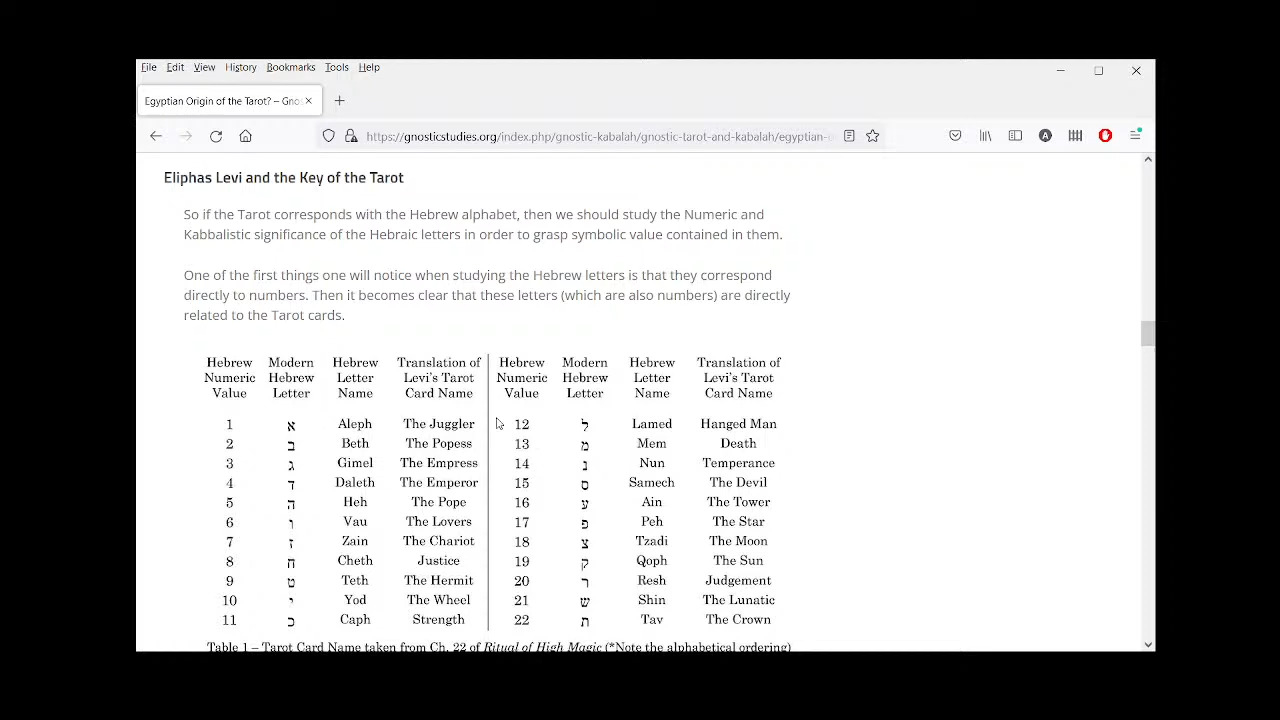 File Edit View History Bookmarks Tools Help
Egyptian Origin of the Tarot? – Gno
https://gnosticstudies.org/index.php/gnostic-kabalah/gnostic-tarot-and-kabalah/egyptian-
Eliphas Levi and the Key of the Tarot
So if the Tarot corresponds with the Hebrew alphabet, then we should study the Numeric and
Kabbalistic significance of the Hebraic letters in order to grasp symbolic value contained in them.
One of the first things one will notice when studying the Hebrew letters is that they correspond
directly to numbers. Then it becomes clear that these letters (which are also numbers) are directly
related to the Tarot cards.
Hebrew Modern Hebrew Translation of Hebrew Modern Hebrew Translation of
Numeric Hebrew Letter Levi's Tarot Numeric Hebrew Letter Levi's Tarot
Value Letter Name Card Name Value Letter Name Card Name
1 א Aleph The Juggler 12 ל Lamed Hanged Man
2 ב Beth The Popess 13 מ Mem Death
3 ג Gimel The Empress 14 נ Nun Temperance
4 ד Daleth The Emperor 15 ס Samech The Devil
5 ה Heh The Pope 16 ע Ain The Tower
6 ו Vau The Lovers 17 פ Peh The Star
7 ז Zain The Chariot 18 צ Tzadi The Moon
8 ח Cheth Justice 19 ק Qoph The Sun
9 ט Teth The Hermit 20 ר Resh Judgement
10 י Yod The Wheel 21 ש Shin The Lunatic
11 כ Caph Strength 22 ת Tav The Crown
Table 1 – Tarot Card Name taken from Ch. 22 of Ritual of High Magic (*Note the alphabetical ordering)